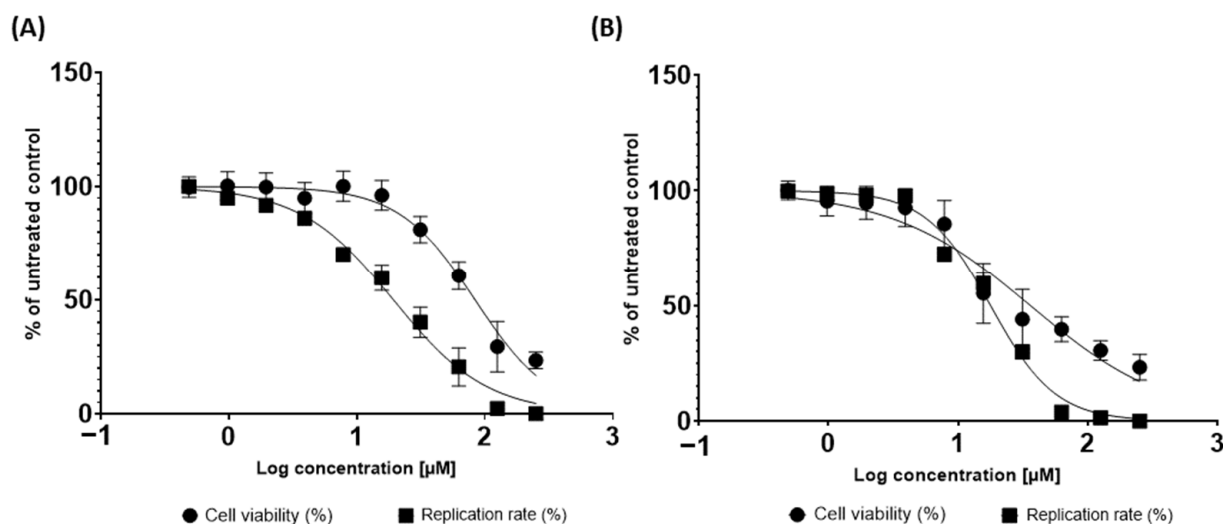 (A)
150
100
50
0
−1
0
1
2
3
% of untreated control
Log concentration [µM]
Cell viability (%)
Replication rate (%)
(B)
150
100
50
0
−1
0
1
2
3
% of untreated control
Log concentration [µM]
Cell viability (%)
Replication rate (%)